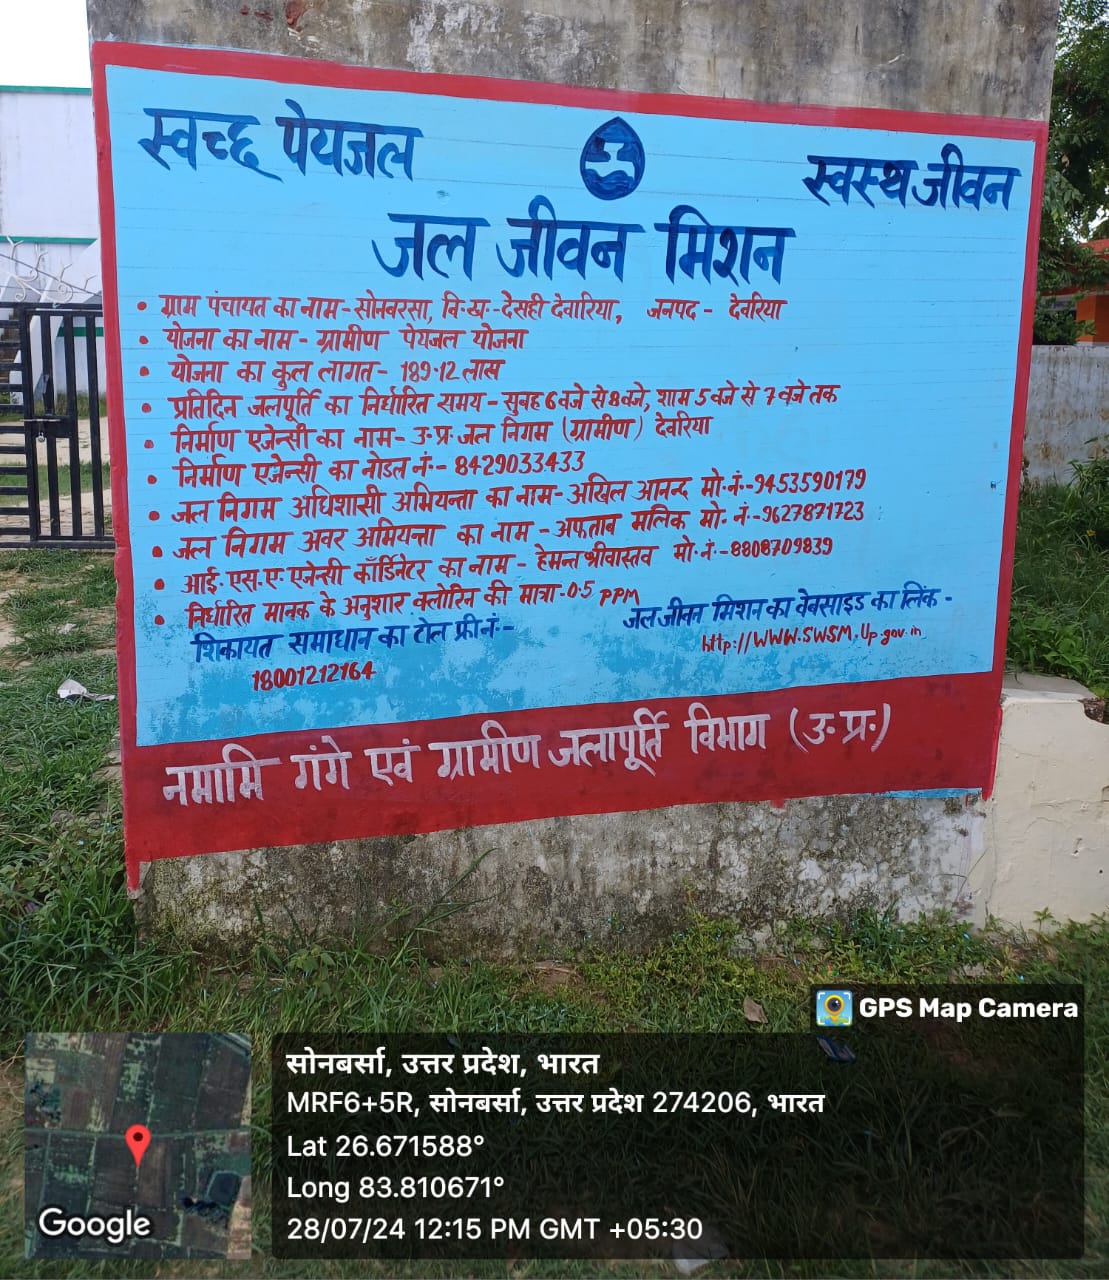 स्वच्छ पेयजल
स्वस्थ जीवन
जल जीवन मिशन
• ग्राम पंचायत का नाम-सोनबरसा, वि॰ख॰-देसही देवारिया, जनपद - देवरिया
• योजना का नाम - ग्रामीण पेयजल योजना
• योजना का कुल लागत- 189.12 लाख
• प्रतिदिन जलपूर्ति का निर्धारित समय - सुबह 6 बजे से 8 बजे, शाम 5 बजे से 7 बजे तक
• निर्माण एजेन्सी का नाम- उ॰प्र॰ जल निगम (ग्रामीण) देवरिया
• निर्माण एजेन्सी का नोडल नं॰- 8429033433
• जल निगम अधिशासी अभियन्ता का नाम- अखिल आनन्द मो॰नं॰-9453590179
• जल निगम अवर अभियन्ता का नाम - अफताब मलिक मो॰ नं॰-9627871723
• आई॰ एस॰ए॰ एजेन्सी कॉर्डिनेटर का नाम - हेमन्त श्रीवास्तव मो॰नं॰-8808709839
• निर्धारित मानक के अनुशार क्लोरिन की मात्रा-0.5 PPM
शिकायत समाधान का टोल फ्री नं॰-
18001212164
जल जीवन मिशन का वेबसाइड का लिंक -
http://WWW.SWSM.Up.gov.in
नमामि गंगे एवं ग्रामीण जलापूर्ति विभाग (उ॰ प्र॰)
GPS Map Camera
सोनबर्सा, उत्तर प्रदेश, भारत
MRF6+5R, सोनबर्सा, उत्तर प्रदेश 274206, भारत
Lat 26.671588°
Long 83.810671°
28/07/24 12:15 PM GMT +05:30
Google